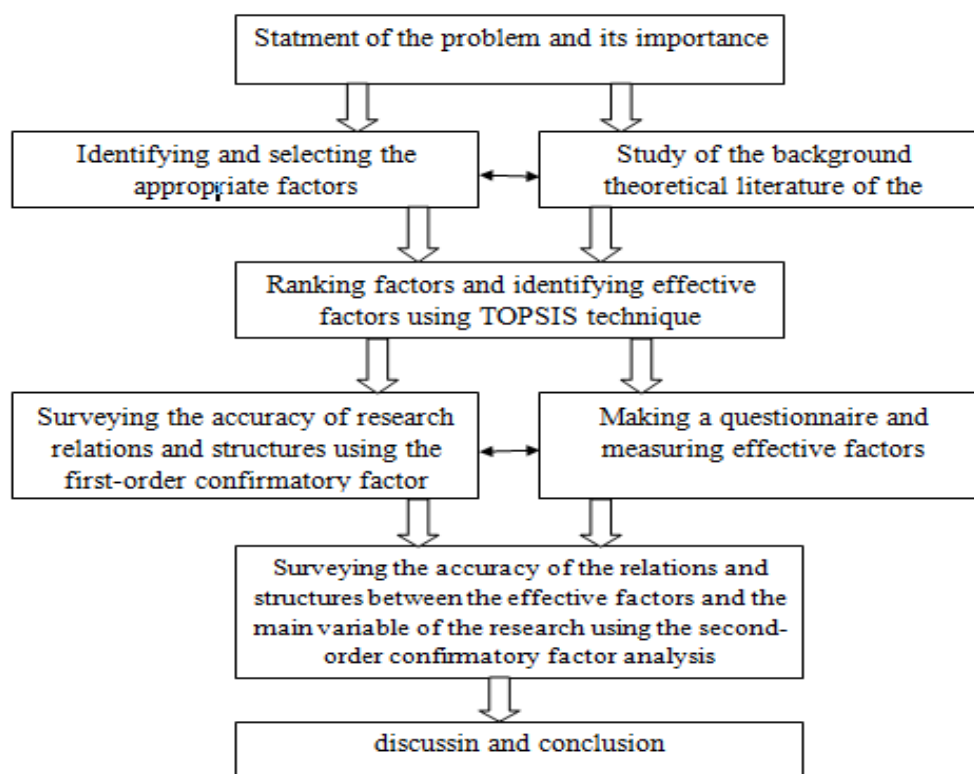 Statment of the problem and its importance
Identifying and selecting the
appropriate factors
Study of the background
theoretical literature of the
Ranking factors and identifying effective
factors using TOPSIS technique
Surveying the accuracy of research
relations and structures using the
first-order confirmatory factor
Making a questionnaire and
measuring effective factors
Surveying the accuracy of the relations and
structures between the effective factors and the
main variable of the research using the second-
order confirmatory factor analysis
discussin and conclusion